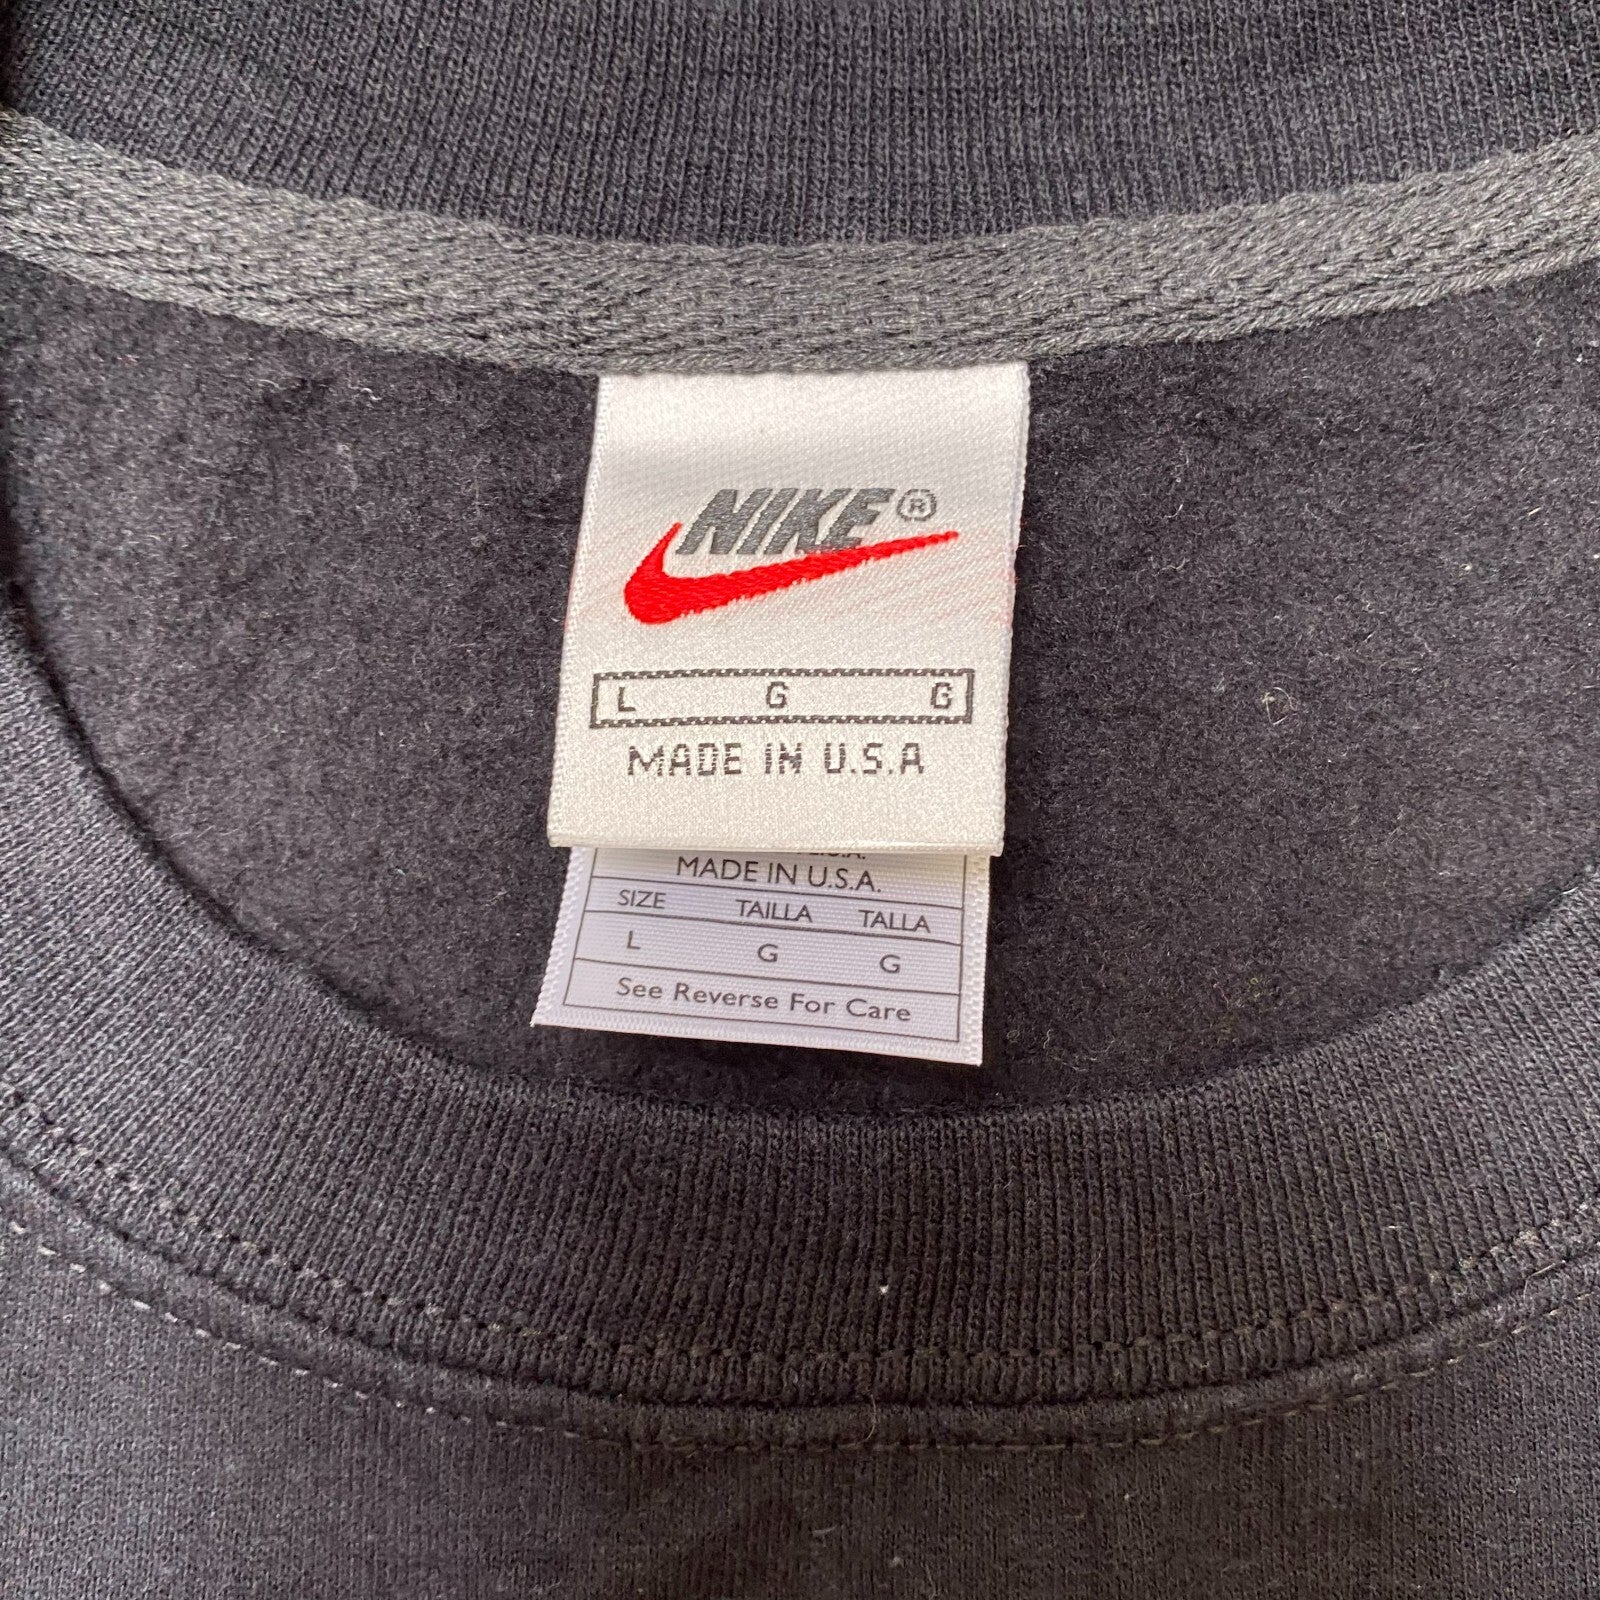 NIKE®
L G G
MADE IN U.S.A
U.S.A.
MADE IN U.S.A.
SIZE TAILLA TALLA
L G G
See Reverse For Care